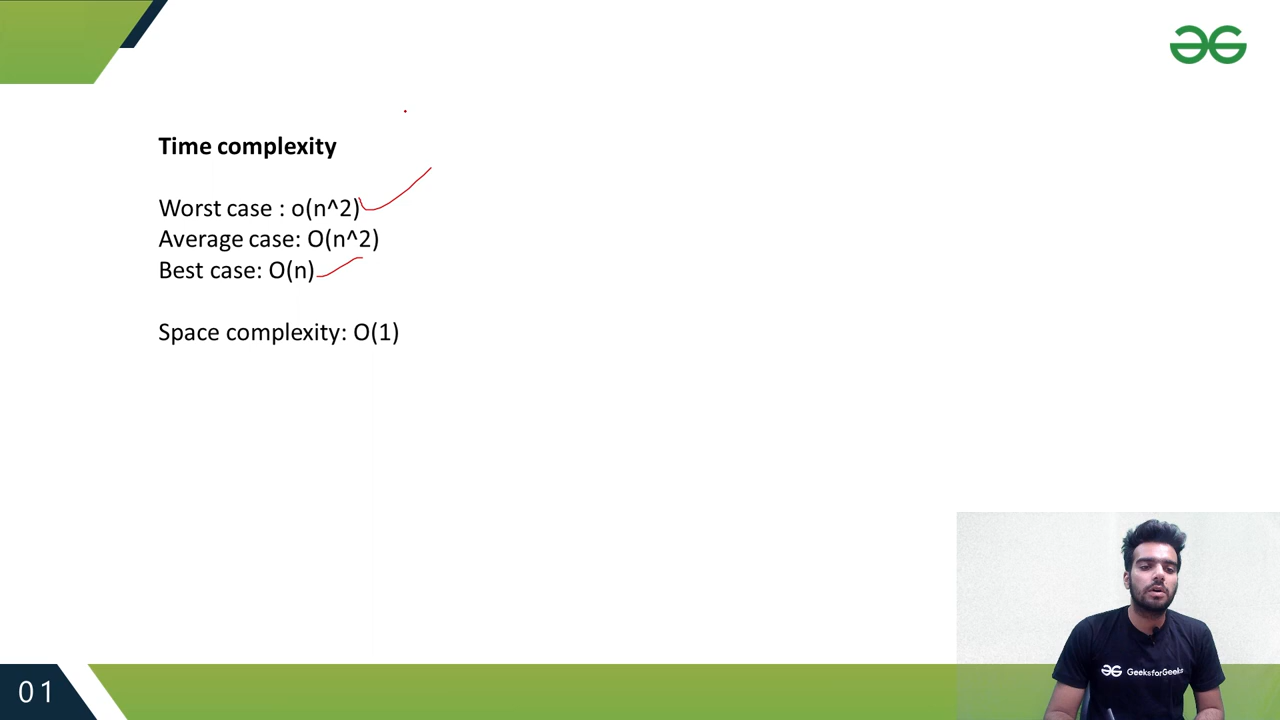 Time complexity
Worst case : o(n^2)
Average case: O(n^2)
Best case: O(n)
Space complexity: O(1)
GeeksforGeeks
01